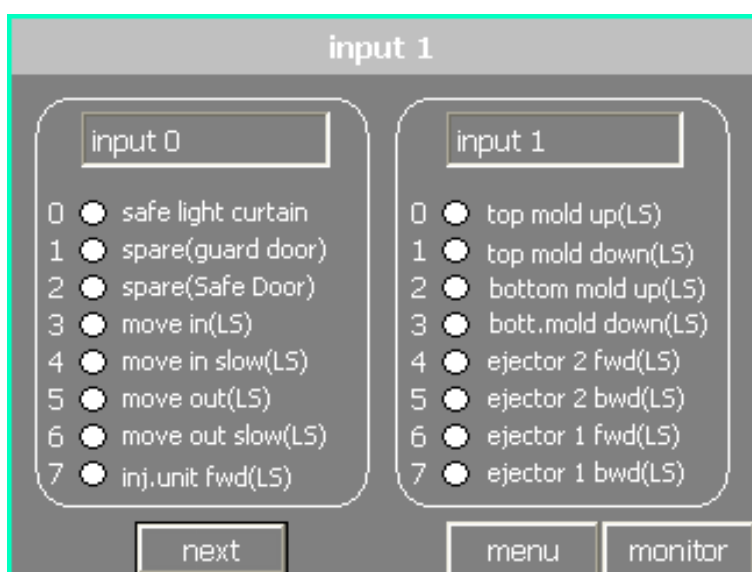 input 1
input 0
0 safe light curtain
1 spare(guard door)
2 spare(Safe Door)
3 move in(LS)
4 move in slow(LS)
5 move out(LS)
6 move out slow(LS)
7 inj.unit fwd(LS)
input 1
0 top mold up(LS)
1 top mold down(LS)
2 bottom mold up(LS)
3 bott.mold down(LS)
4 ejector 2 fwd(LS)
5 ejector 2 bwd(LS)
6 ejector 1 fwd(LS)
7 ejector 1 bwd(LS)
next menu monitor